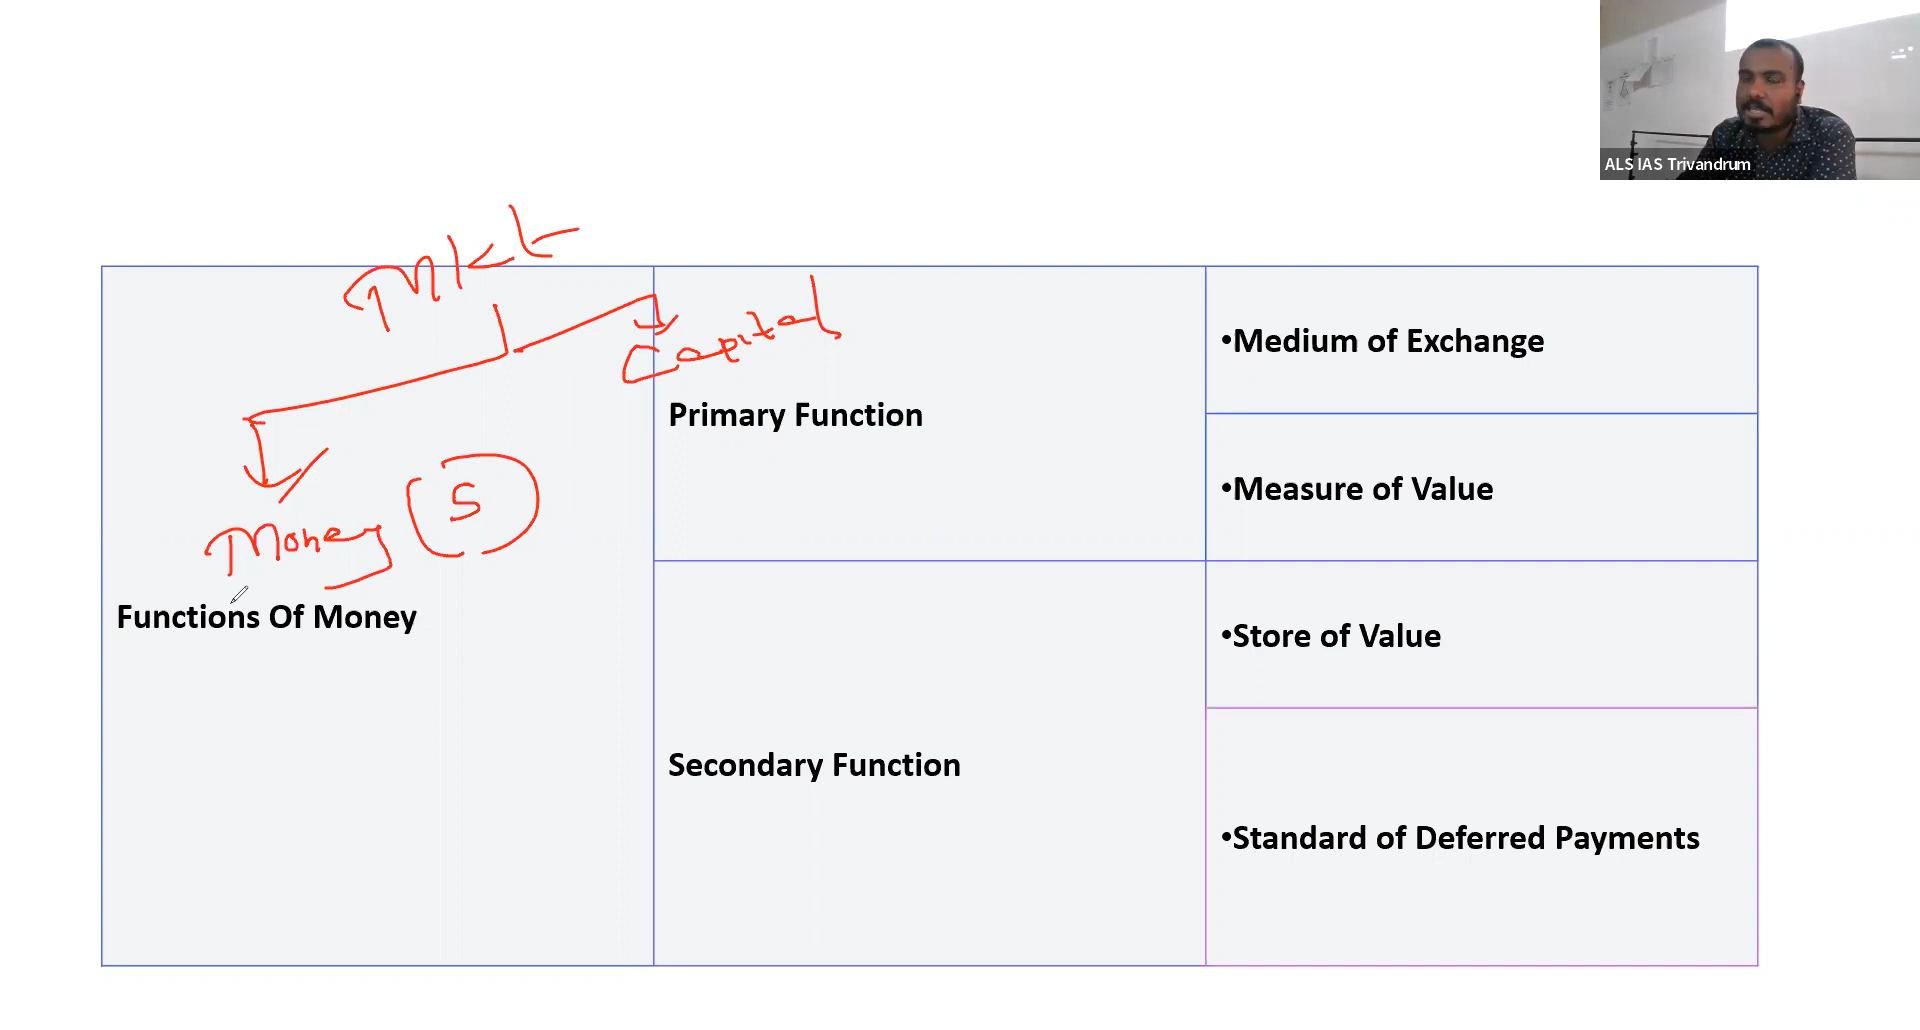 ALS IAS Trivandrum
Mkt
Capital
•Medium of Exchange
Primary Function
•Measure of Value
Money
S
Functions Of Money
•Store of Value
Secondary Function
•Standard of Deferred Payments